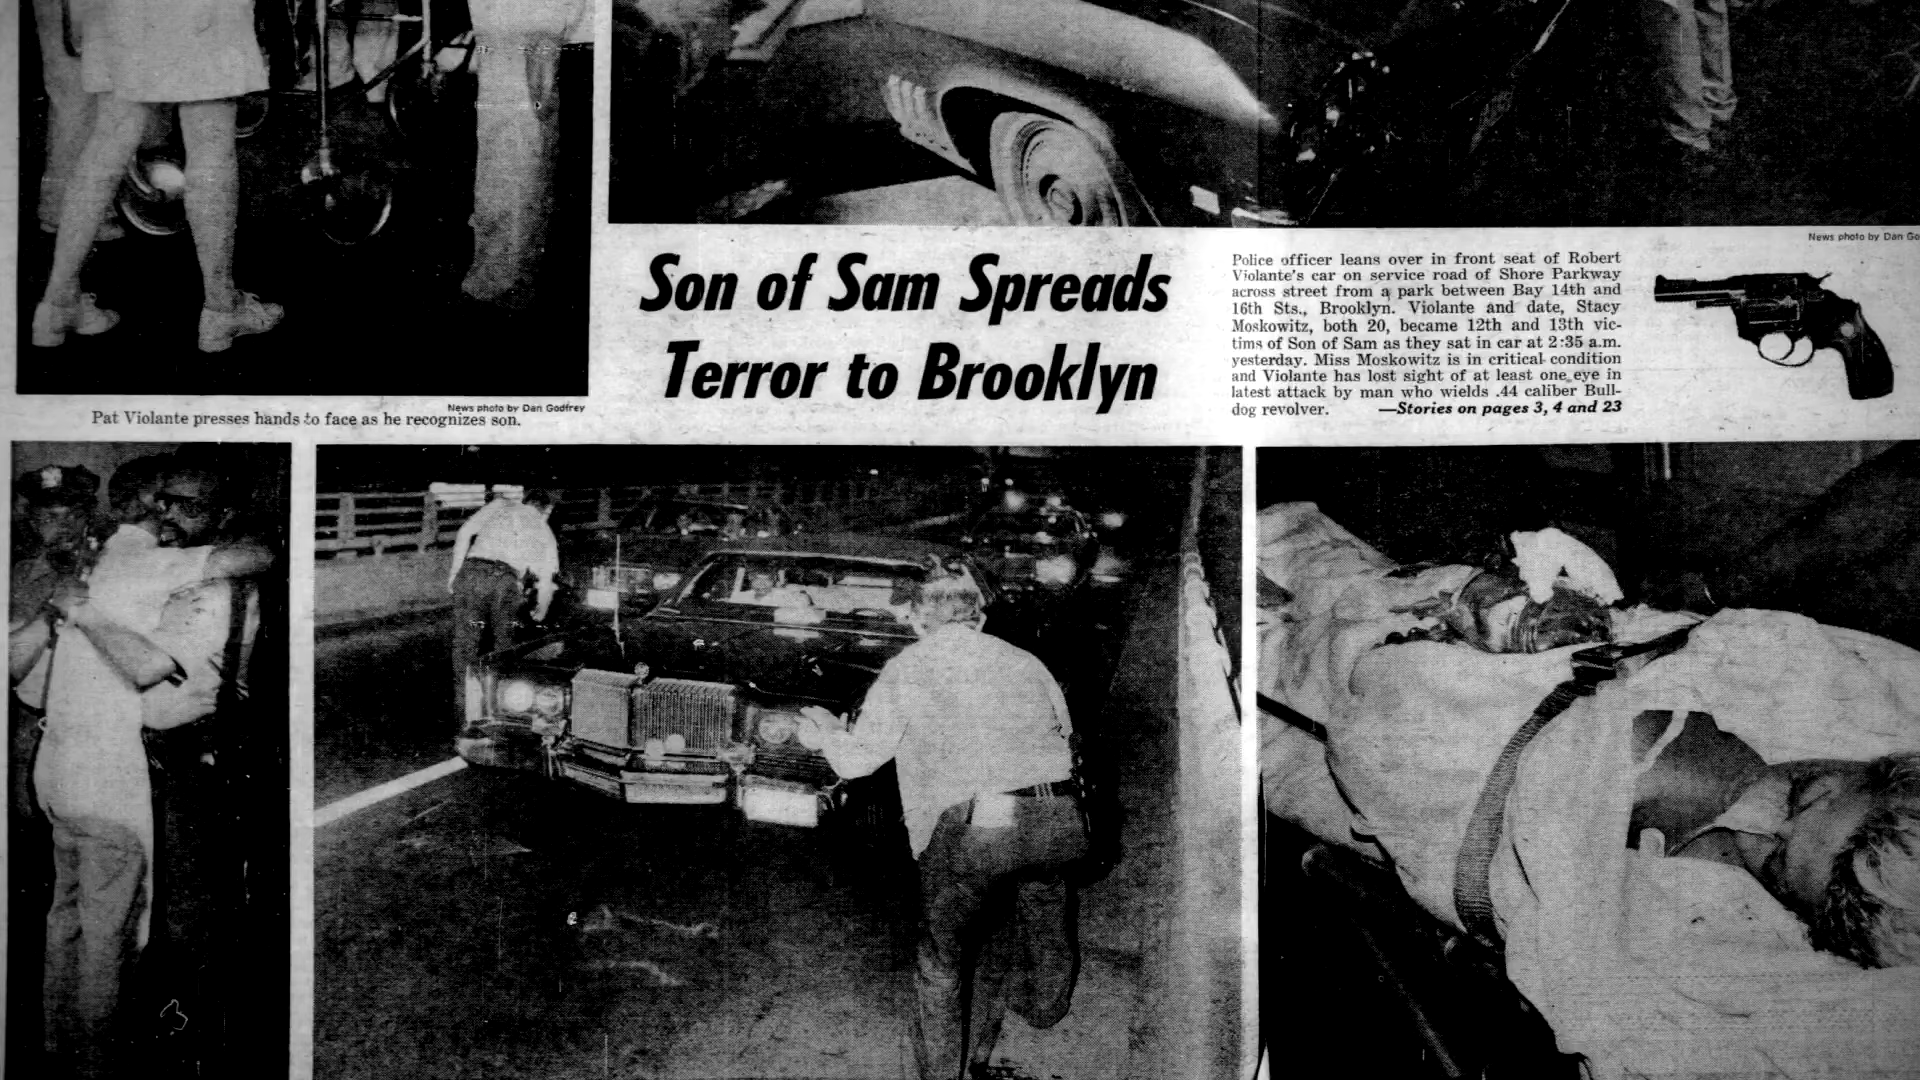 News photo by Dan Godfrey
Pat Violante presses hands to face as he recognizes son.
Son of Sam Spreads
Terror to Brooklyn
News photo by Dan Go
Police officer leans over in front seat of Robert
Violante's car on service road of Shore Parkway
across street from a park between Bay 14th and
16th Sts., Brooklyn. Violante and date, Stacy
Moskowitz, both 20, became 12th and 13th vic-
tims of Son of Sam as they sat in car at 2:35 a.m.
yesterday. Miss Moskowitz is in critical condition
and Violante has lost sight of at least one eye in
latest attack by man who wields .44 caliber Bull-
dog revolver. —Stories on pages 3, 4 and 23